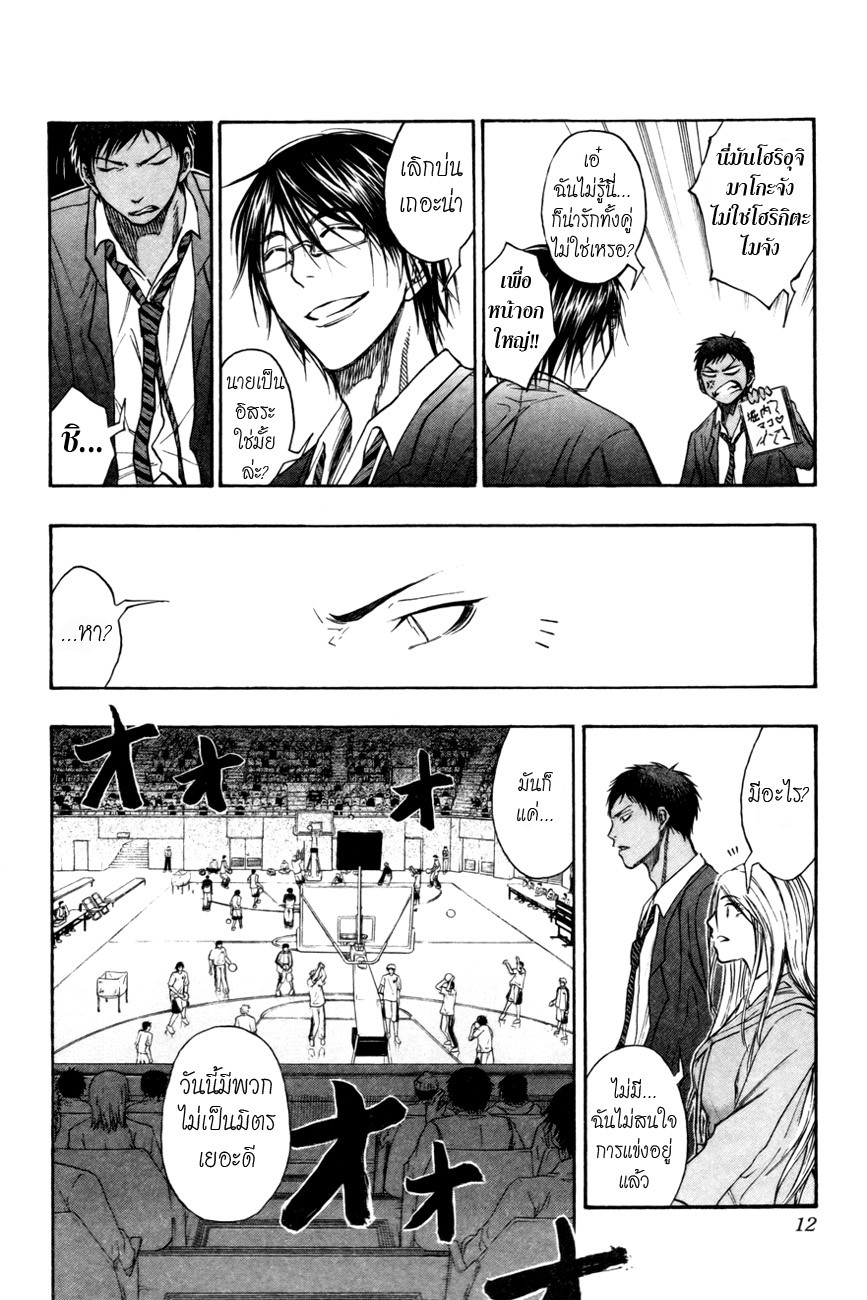 นี่มันโฮริอุจิ
มาโกะจัง
ไม่ใช่โฮริกิตะ
ไมจัง
เอ๋
ฉันไม่รู้นี่...
ก็น่ารักทั้งคู่
ไม่ใช่เหรอ?
เพื่อ
หน้าอก
ใหญ่!!
堀内
マコ♡
เลิกบ่น
เถอะน่า
นายเป็น
อิสระ
ใช่มั้ย
ล่ะ?
ชิ...
...หา?
มีอะไร?
ไม่มี...
ฉันไม่สนใจ
การแข่งอยู่
แล้ว
มันก็
แค่...
オオ
オ
วันนี้มีพวก
ไม่เป็นมิตร
เยอะดี
オオ
オ
12